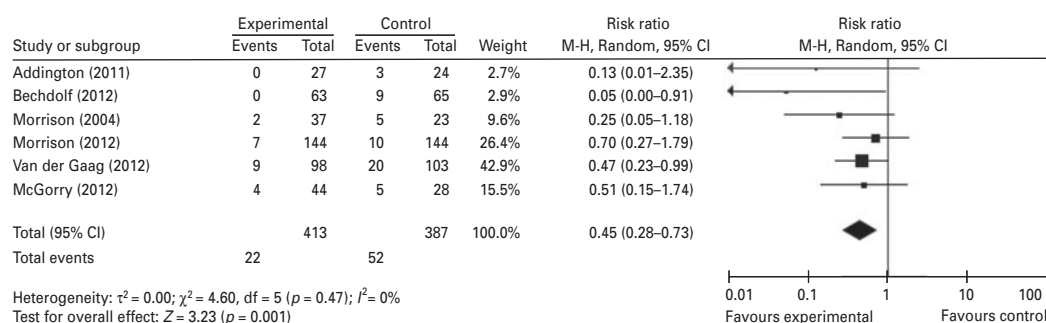 Experimental Control Risk ratio Risk ratio
Study or subgroup Events Total Events Total Weight M-H, Random, 95% CI M-H, Random, 95% CI
Addington (2011) 0 27 3 24 2.7% 0.13 (0.01–2.35)
Bechdolf (2012) 0 63 9 65 2.9% 0.05 (0.00–0.91)
Morrison (2004) 2 37 5 23 9.6% 0.25 (0.05–1.18)
Morrison (2012) 7 144 10 144 26.4% 0.70 (0.27–1.79)
Van der Gaag (2012) 9 98 20 103 42.9% 0.47 (0.23–0.99)
McGorry (2012) 4 44 5 28 15.5% 0.51 (0.15–1.74)
Total (95% CI) 413 387 100.0% 0.45 (0.28–0.73)
Total events 22 52
Heterogeneity: τ² = 0.00; χ² = 4.60, df = 5 (p = 0.47); I² = 0%
Test for overall effect: Z = 3.23 (p = 0.001)
0.01 0.1 1 10 100
Favours experimental Favours control